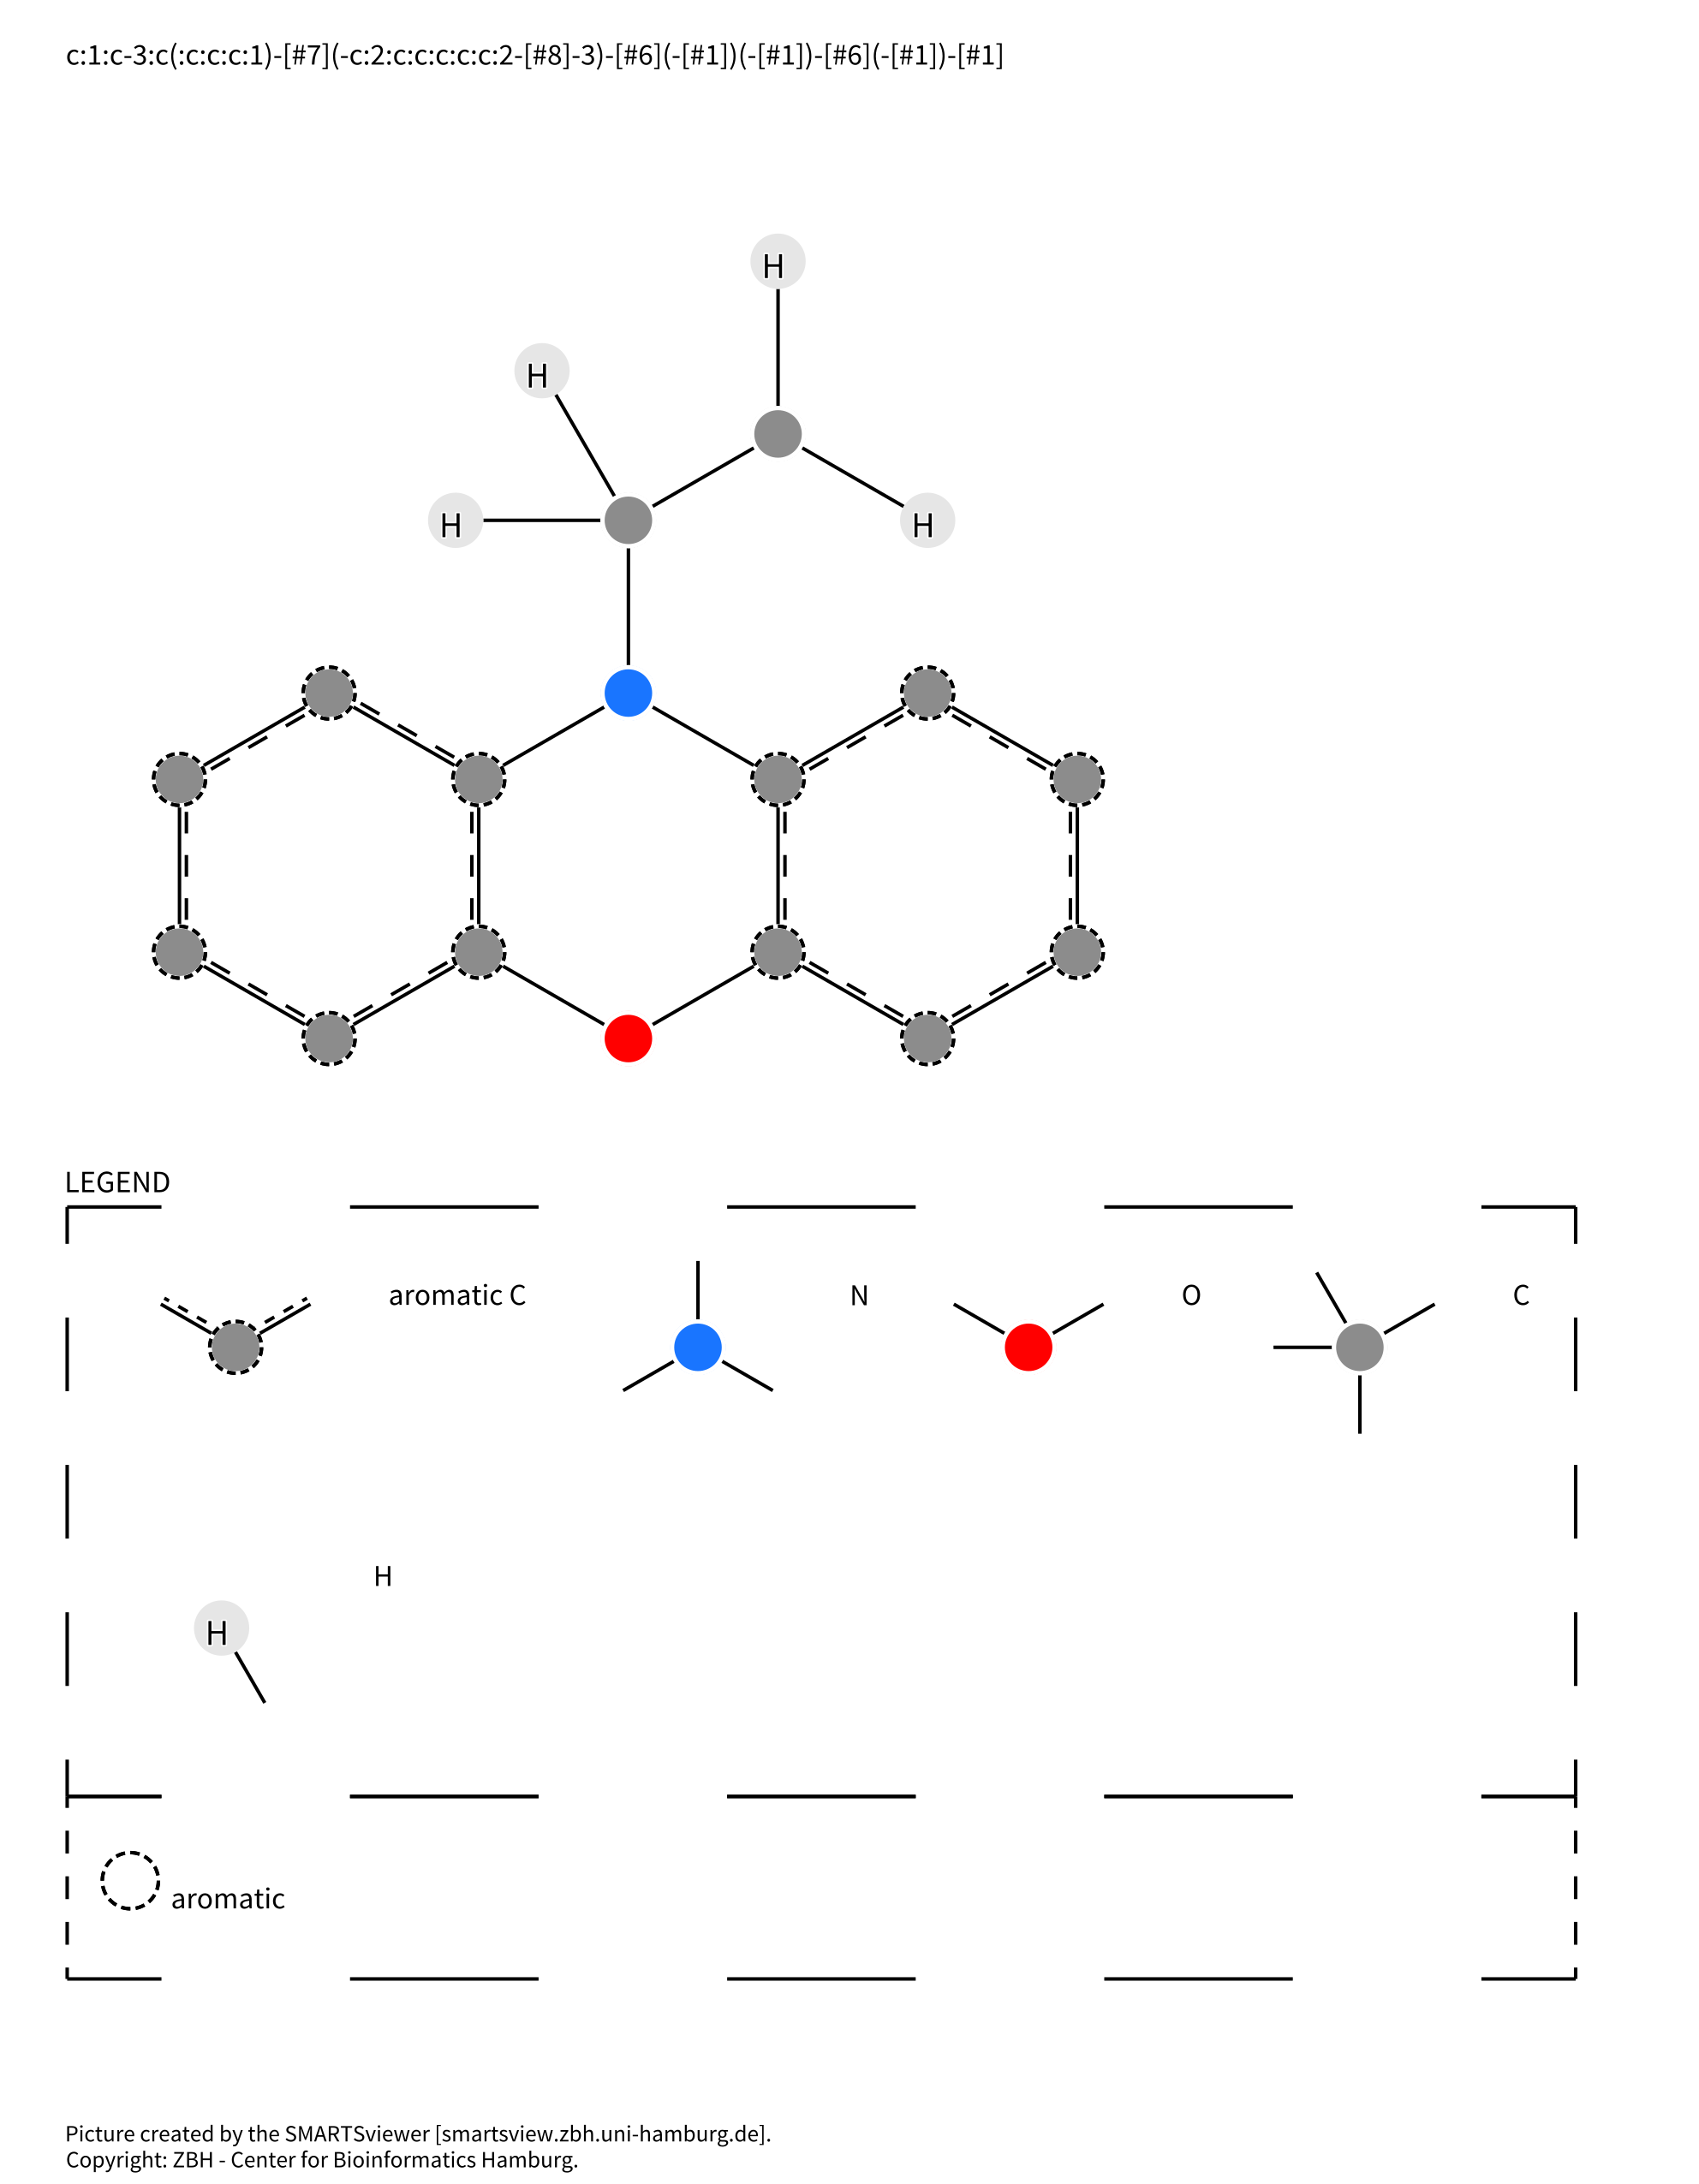 c:1:c-3:c(:c:c:c:1)-[#7](-c:2:c:c:c:c:c:2-[#8]-3)-[#6](-[#1])(-[#1])-[#6](-[#1])-[#1]
H
H
H
H
LEGEND
aromatic C
N
O
C
H
H
aromatic
Picture created by the SMARTSviewer [smartsview.zbh.uni-hamburg.de].
Copyright: ZBH - Center for Bioinformatics Hamburg.